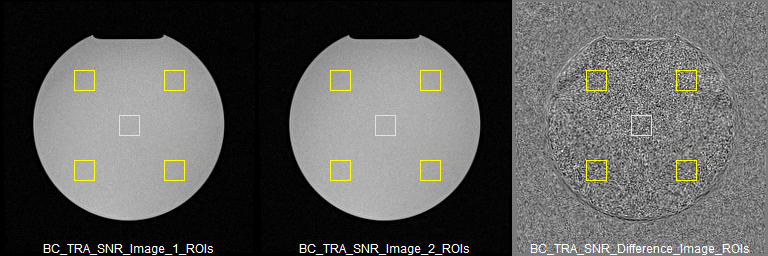 BC_TRA_SNR_Image_1_ROIs
BC_TRA_SNR_Image_2_ROIs
BC_TRA_SNR_Difference_Image_ROIs